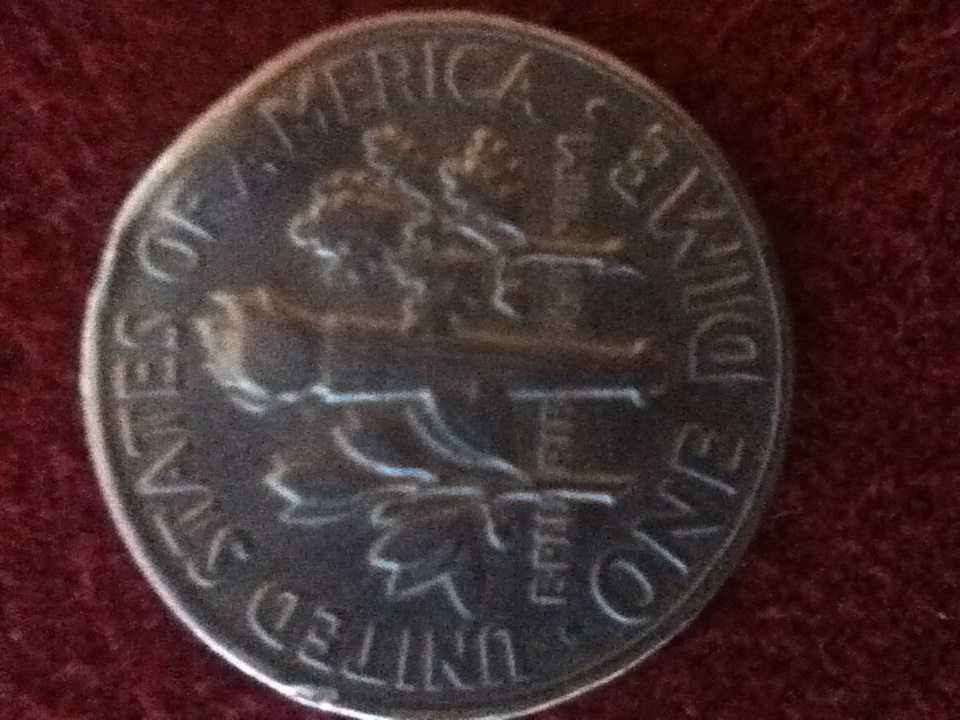 UNITED STATES OF AMERICA
E PLURIBUS UNUM
ONE DIME